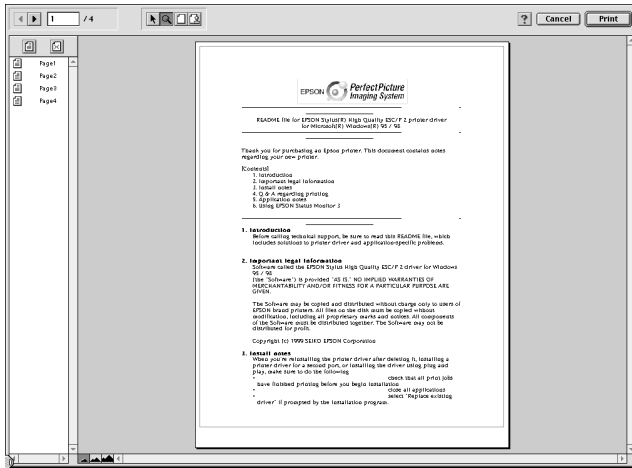 1 / 4
? Cancel Print
Page1
Page2
Page3
Page4
EPSON PerfectPicture
Imaging System
README file for EPSON Stylus(R) High Quality ESC/P 2 printer driver
for Microsoft(R) Windows(R) 95 / 98
Thank you for purchasing an Epson printer. This document contains notes
regarding your new printer.
[Contents]
1. Introduction
2. Important legal information
3. Install notes
4. Q & A regarding printing
5. Application notes
6. Using EPSON Status Monitor 3
1. Introduction
Before calling technical support, be sure to read this README file, which
includes solutions to printer driver and application-specific problems.
2. Important legal information
Software called the EPSON Stylus High Quality ESC/P 2 driver for Windows
95 / 98
(the "Software") is provided "AS IS." NO IMPLIED WARRANTIES OF
MERCHANTABILITY AND/OR FITNESS FOR A PARTICULAR PURPOSE ARE
GIVEN.
The Software may be copied and distributed without charge only to users of
EPSON brand printers. All files on the disk must be copied without
modification, including all proprietary marks and notices. All components
of the Software must be distributed together. The Software may not be
distributed for profit.
Copyright (c) 1999 SEIKO EPSON Corporation
3. Install notes
When you're reinstalling the printer driver after deleting it, installing a
printer driver for a second port, or installing the driver using plug and
play, make sure to do the following
* check that all print jobs
have finished printing before you begin installation
* close all applications
* select "Replace existing
driver" if prompted by the installation program.